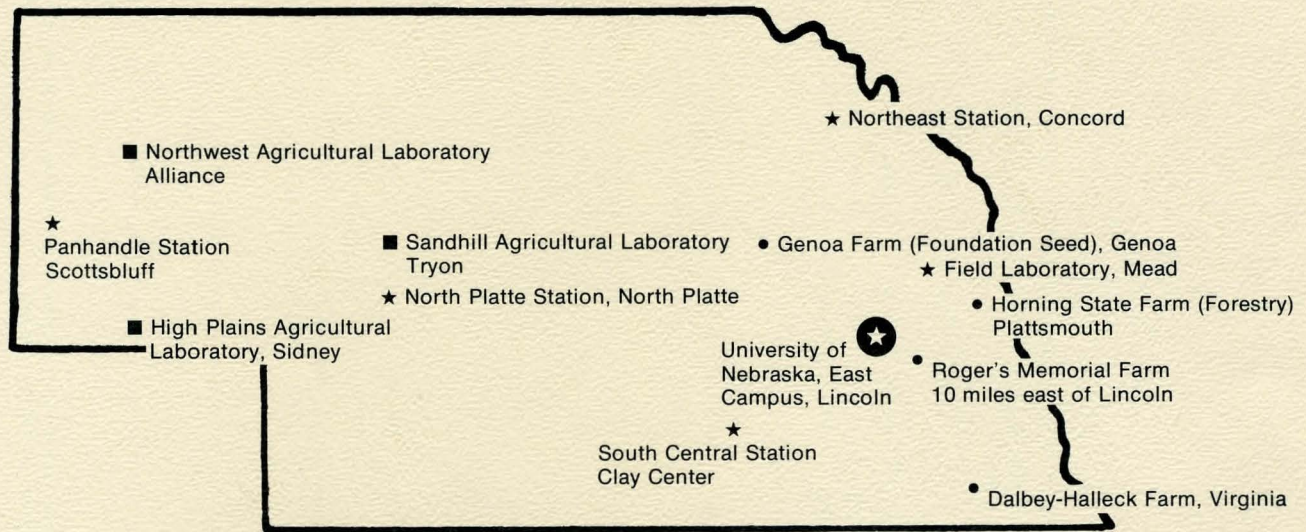 ★ Northeast Station, Concord
■ Northwest Agricultural Laboratory
Alliance
★
Panhandle Station
Scottsbluff
■ Sandhill Agricultural Laboratory
Tryon
● Genoa Farm (Foundation Seed), Genoa
★ Field Laboratory, Mead
★ North Platte Station, North Platte
● Horning State Farm (Forestry)
Plattsmouth
■ High Plains Agricultural
Laboratory, Sidney
University of
Nebraska, East
Campus, Lincoln
● Roger's Memorial Farm
10 miles east of Lincoln
★
South Central Station
Clay Center
● Dalbey-Halleck Farm, Virginia